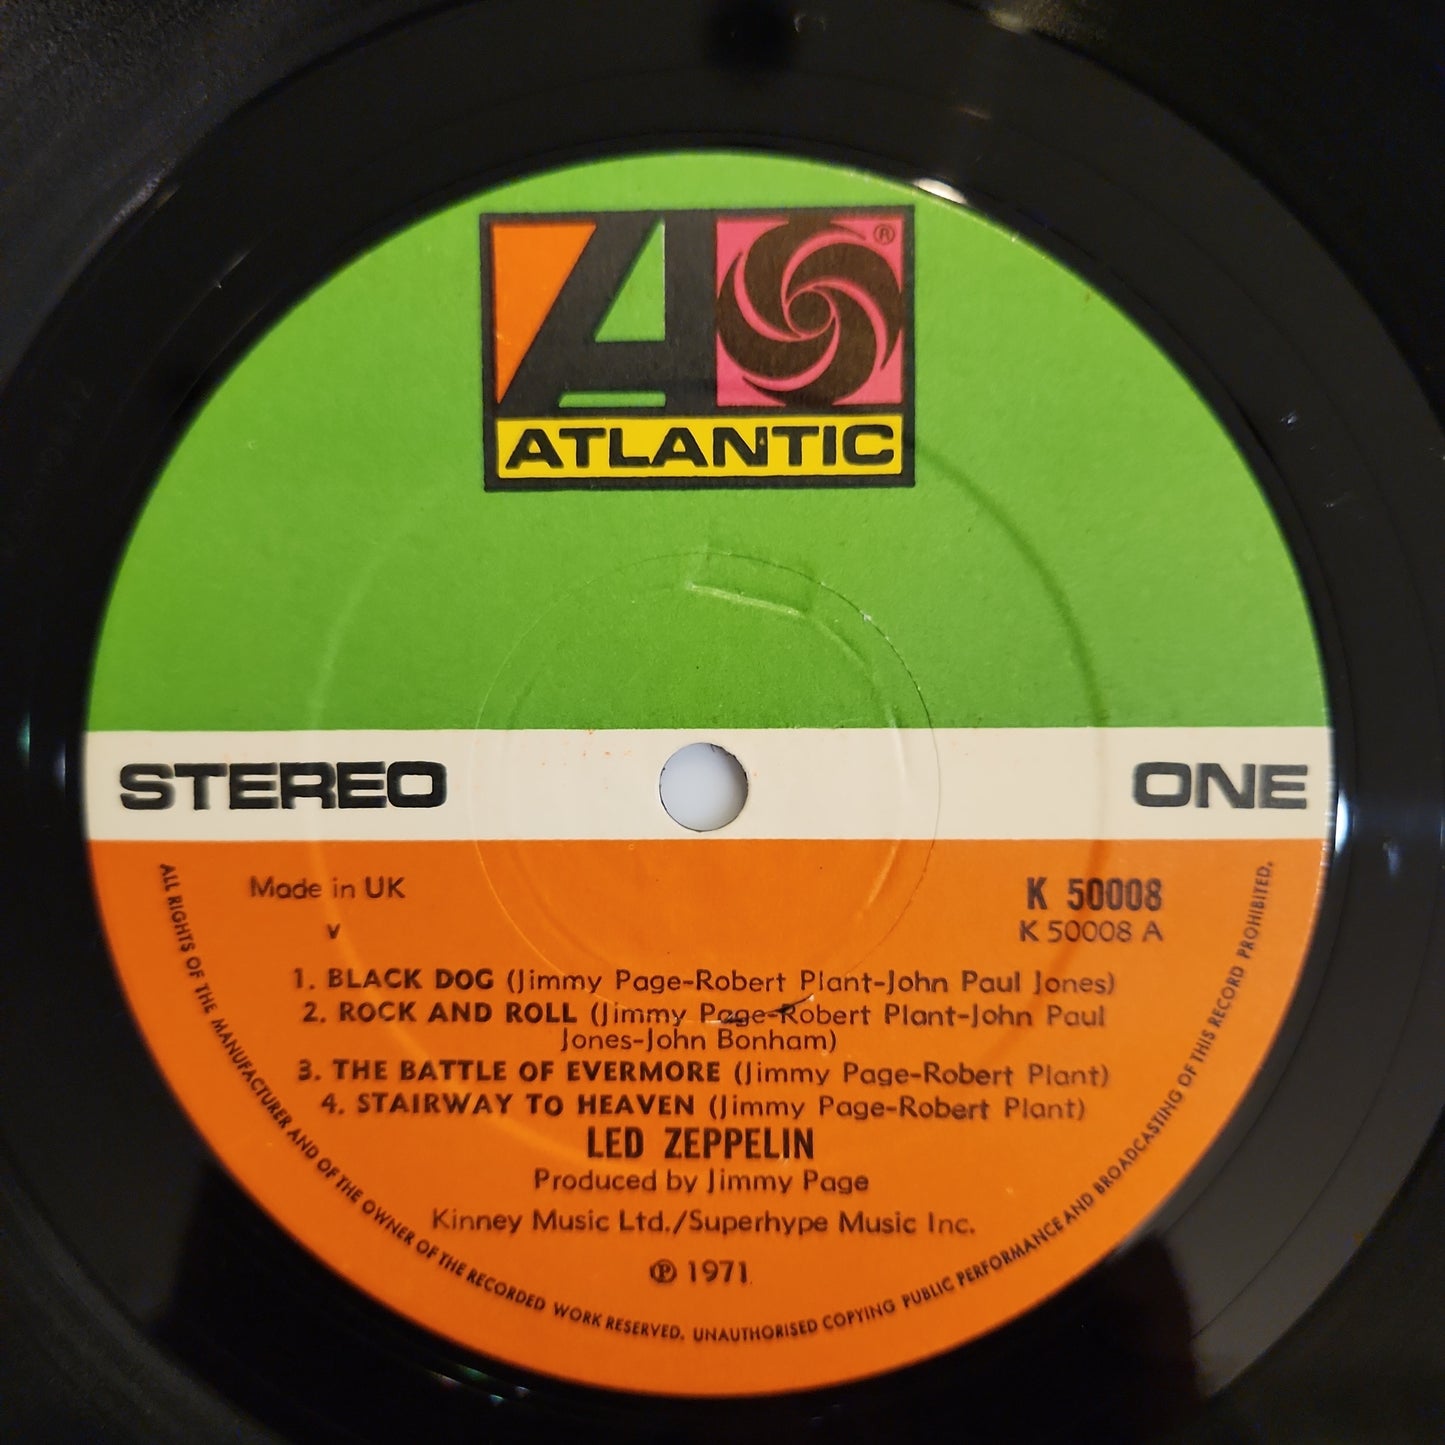 ®
ATLANTIC
STEREO
ONE
Made in UK
K 50008
v
K 50008 A
1. BLACK DOG (Jimmy Page-Robert Plant-John Paul Jones)
2. ROCK AND ROLL (Jimmy Page-Robert Plant-John Paul
Jones-John Bonham)
3. THE BATTLE OF EVERMORE (Jimmy Page-Robert Plant)
4. STAIRWAY TO HEAVEN (Jimmy Page-Robert Plant)
LED ZEPPELIN
Produced by Jimmy Page
Kinney Music Ltd./Superhype Music Inc.
℗ 1971
ALL RIGHTS OF THE MANUFACTURER AND OF THE OWNER OF THE RECORDED WORK RESERVED. UNAUTHORISED COPYING PUBLIC PERFORMANCE AND BROADCASTING OF THIS RECORD PROHIBITED.